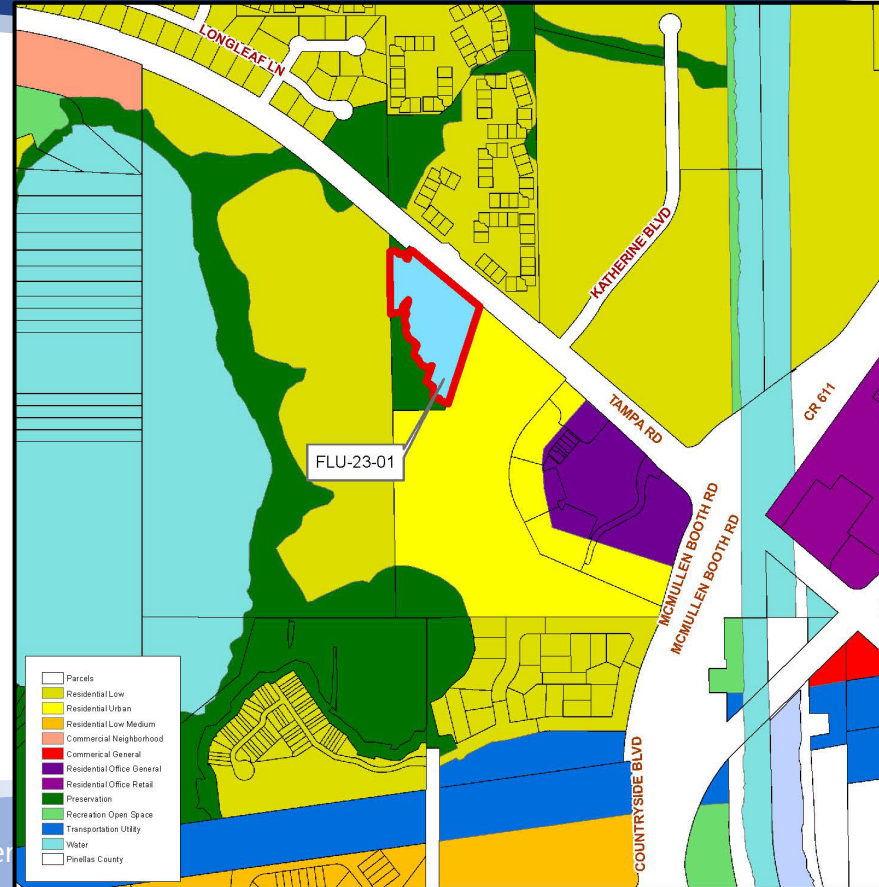 LONGLEAF LN
KATHERINE BLVD
TAMPA RD
CR 611
FLU-23-01
MCMULLEN BOOTH RD
MCMULLEN BOOTH RD
COUNTRYSIDE BLVD
Parcels
Residential Low
Residential Urban
Residential Low Medium
Commercial Neighborhood
Commerical General
Residential Office General
Residential Office Retail
Preservation
Recreation Open Space
Transportation Utility
Water
Pinellas County